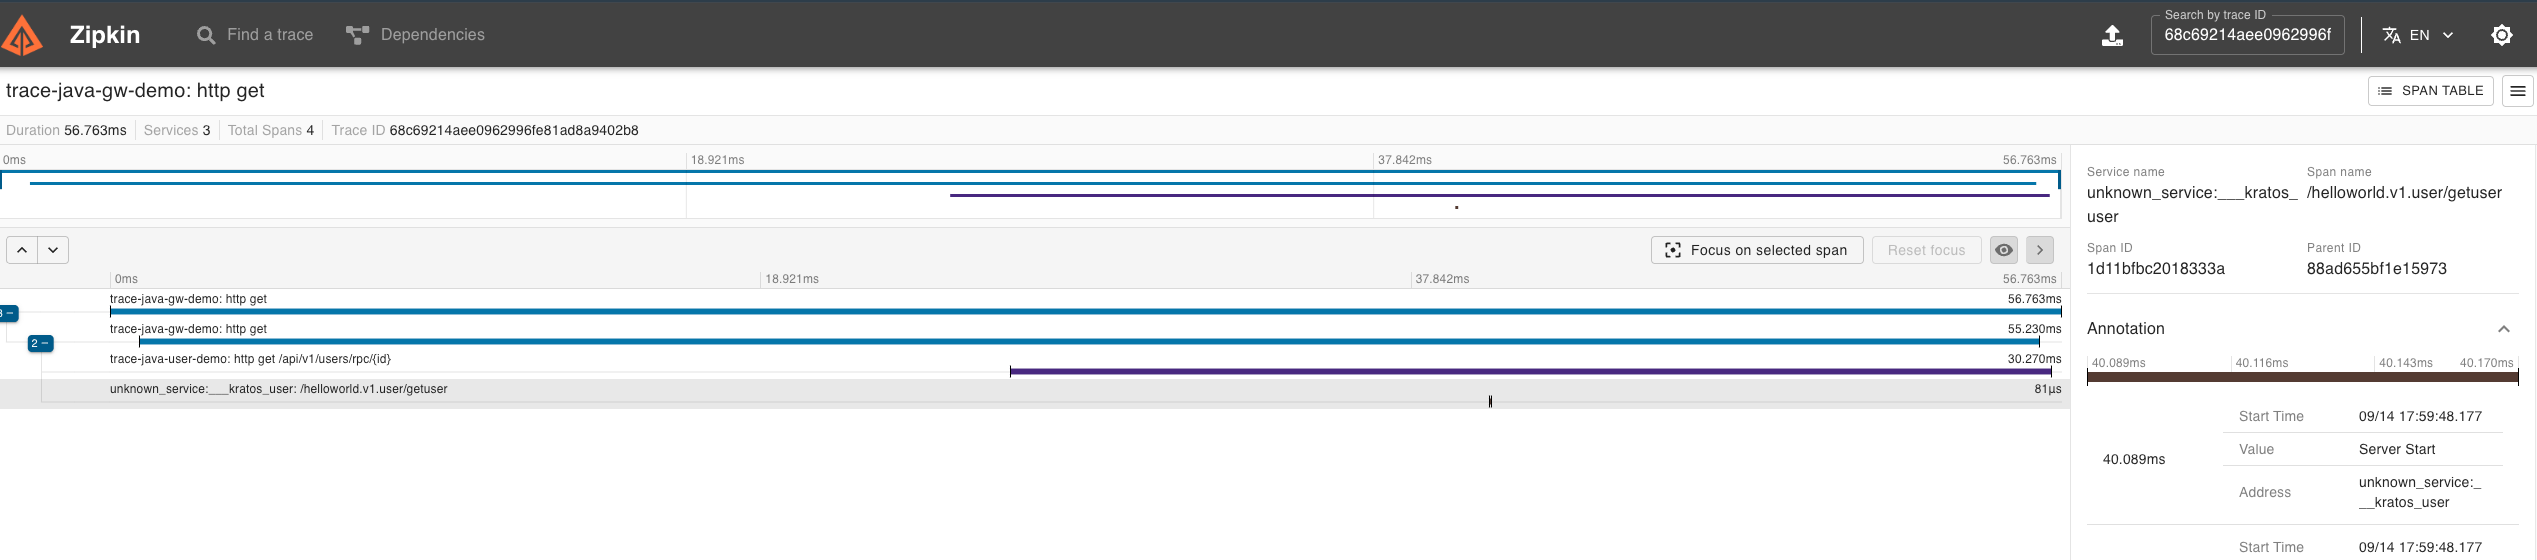 Zipkin
Find a trace
Dependencies
Search by trace ID
68c69214aee0962996f
EN
trace-java-gw-demo: http get
SPAN TABLE
Duration 56.763ms
Services 3
Total Spans 4
Trace ID 68c69214aee0962996fe81ad8a9402b8
0ms
18.921ms
37.842ms
56.763ms
Focus on selected span
Reset focus
0ms
18.921ms
37.842ms
56.763ms
trace-java-gw-demo: http get
56.763ms
trace-java-gw-demo: http get
55.230ms
2 −
trace-java-user-demo: http get /api/v1/users/rpc/{id}
30.270ms
unknown_service:___kratos_user: /helloworld.v1.user/getuser
81μs
Service name
unknown_service:___kratos_
user
Span name
/helloworld.v1.user/getuser
Span ID
1d11bfbc2018333a
Parent ID
88ad655bf1e15973
Annotation
40.089ms
40.116ms
40.143ms
40.170ms
40.089ms
Start Time
09/14 17:59:48.177
Value
Server Start
Address
unknown_service:_
__kratos_user
Start Time
09/14 17:59:48.177